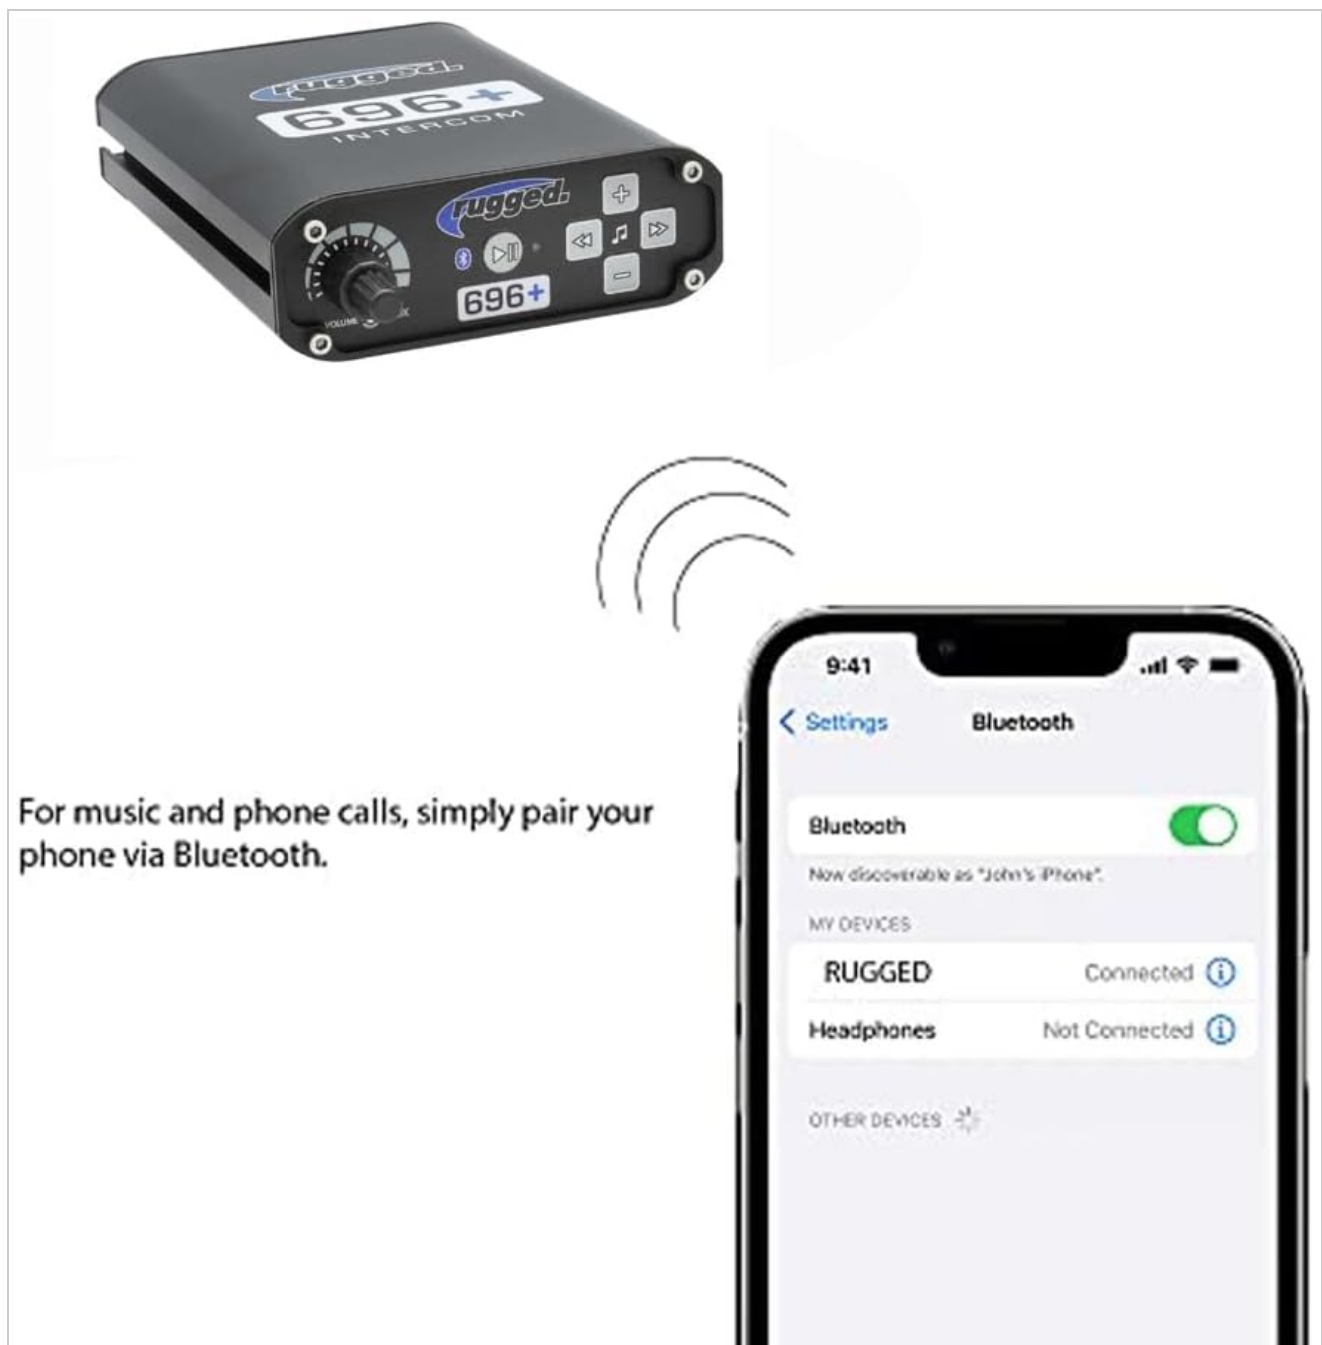 rugged.
696+
INTERCOM
rugged.
696+
VOLUME
9:41
Settings Bluetooth
For music and phone calls, simply pair your
phone via Bluetooth.
Bluetooth
Now discoverable as "John's iPhone".
MY DEVICES
RUGGED Connected
Headphones Not Connected
OTHER DEVICES